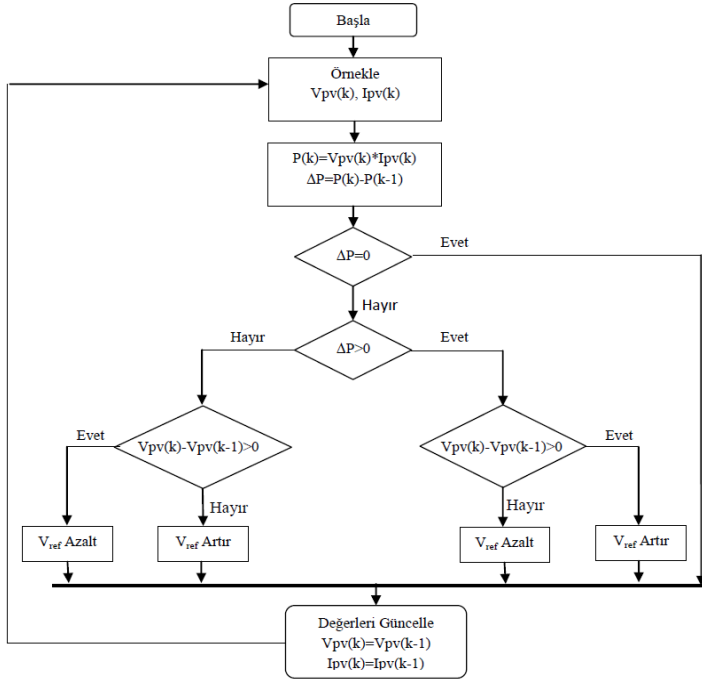 Başla
Örnekle
Vpv(k), Ipv(k)
P(k)=Vpv(k)*Ipv(k)
ΔP=P(k)-P(k-1)
ΔP=0
Evet
Hayır
ΔP>0
Hayır
Evet
Vpv(k)-Vpv(k-1)>0
Evet
Hayır
Vpv(k)-Vpv(k-1)>0
Evet
Hayır
Vref Azalt
Vref Artır
Vref Azalt
Vref Artır
Değerleri Güncelle
Vpv(k)=Vpv(k-1)
Ipv(k)=Ipv(k-1)